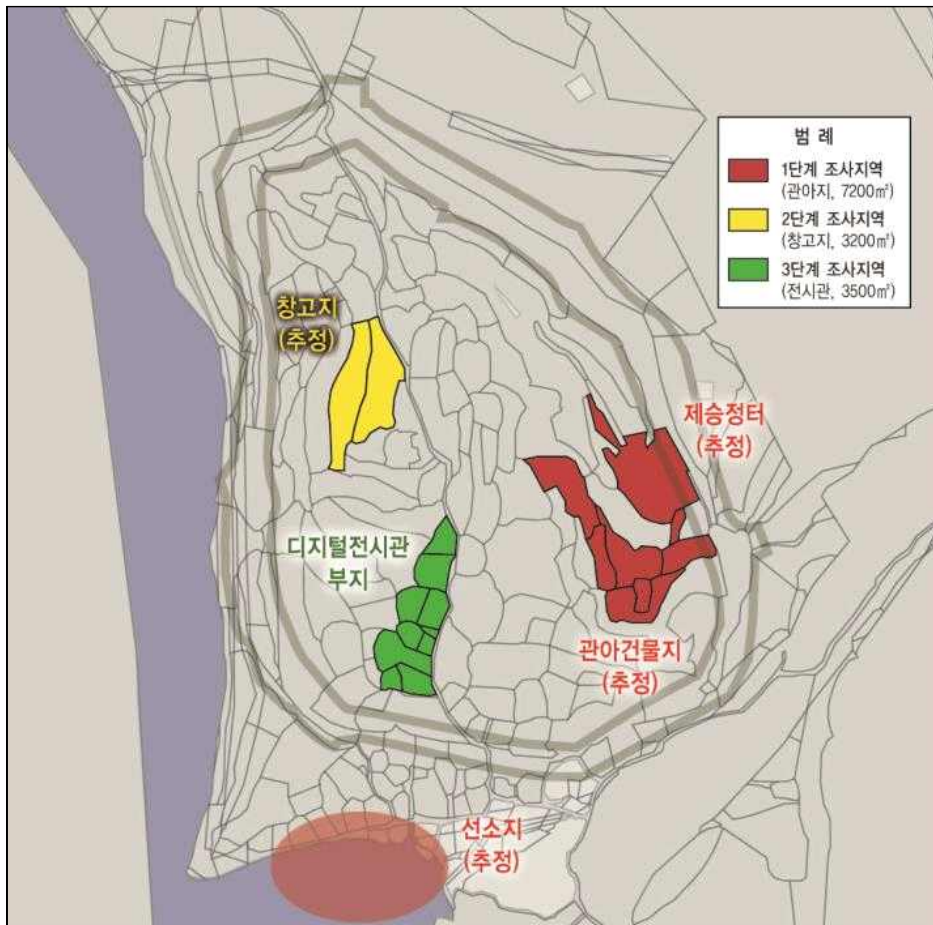 범 례
1단계 조사지역
(관아지, 7200㎡)
2단계 조사지역
(창고지, 3200㎡)
3단계 조사지역
(전시관, 3500㎡)
창고지
(추정)
제승정터
(추정)
디지털전시관
부지
관아건물지
(추정)
선소지
(추정)